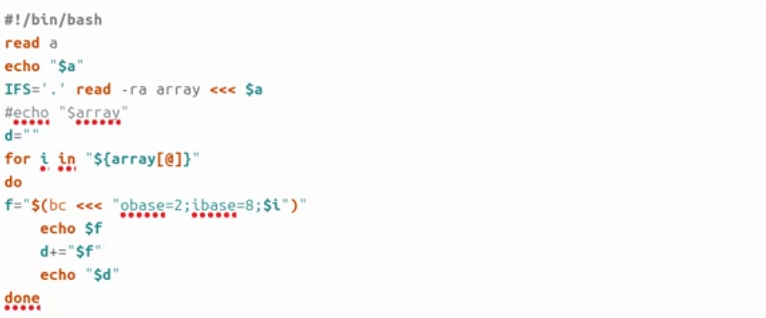 #!/bin/bash
read a
echo "$a"
IFS='.' read -ra array <<< $a
#echo "$array"
d=""
for i in "${array[@]}"
do
f="$(bc <<< "obase=2;ibase=8;$i")"
echo $f
d+="$f"
echo "$d"
done